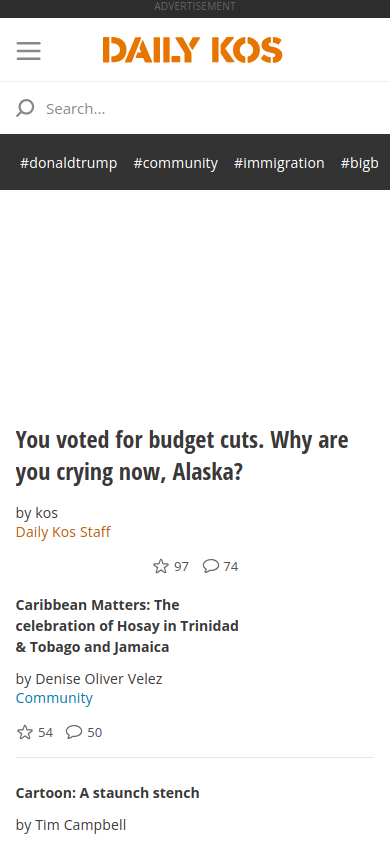 ADVERTISEMENT
DAILY KOS
Search...
#donaldtrump #community #immigration #bigb
You voted for budget cuts. Why are
you crying now, Alaska?
by kos
Daily Kos Staff
97 74
Caribbean Matters: The
celebration of Hosay in Trinidad
& Tobago and Jamaica
by Denise Oliver Velez
Community
54 50
Cartoon: A staunch stench
by Tim Campbell